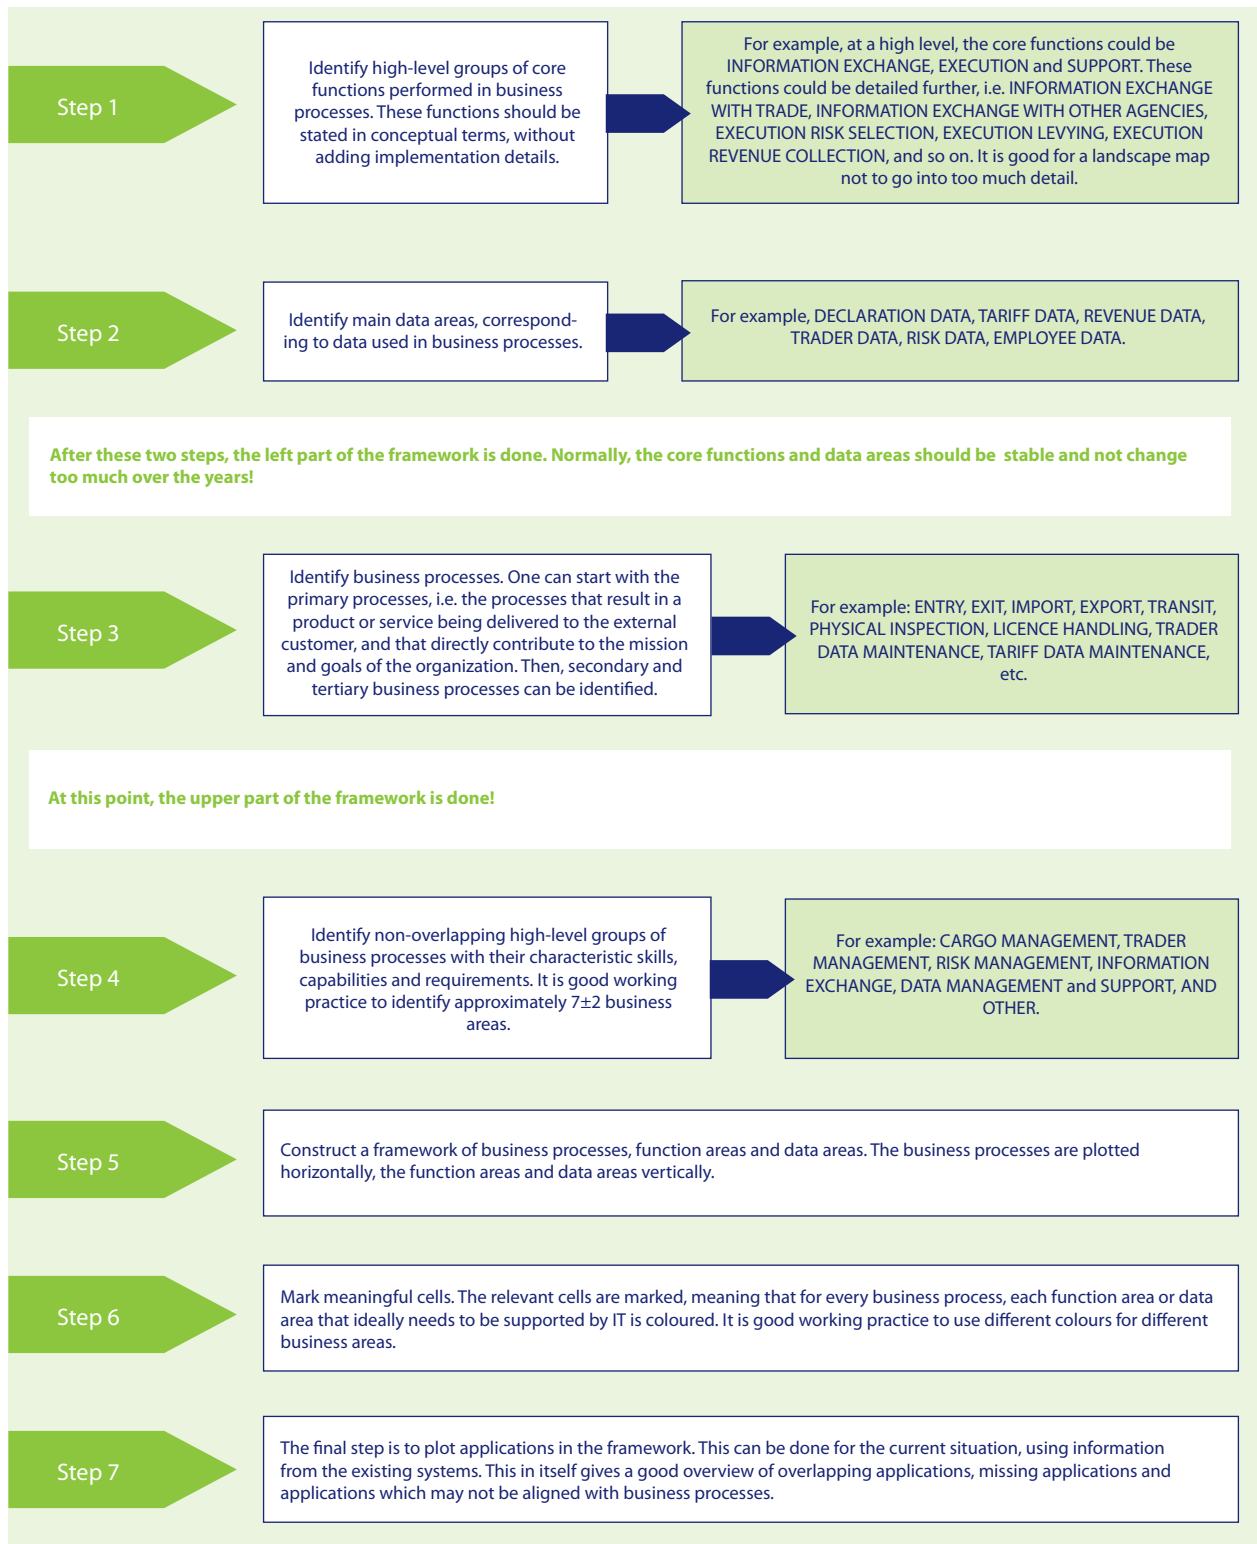 Step 1
Identify high-level groups of core
functions performed in business
processes. These functions should be
stated in conceptual terms, without
adding implementation details.
For example, at a high level, the core functions could be
INFORMATION EXCHANGE, EXECUTION and SUPPORT. These
functions could be detailed further, i.e. INFORMATION EXCHANGE
WITH TRADE, INFORMATION EXCHANGE WITH OTHER AGENCIES,
EXECUTION RISK SELECTION, EXECUTION LEVYING, EXECUTION
REVENUE COLLECTION, and so on. It is good for a landscape map
not to go into too much detail.
Step 2
Identify main data areas, correspond-
ing to data used in business processes.
For example, DECLARATION DATA, TARIFF DATA, REVENUE DATA,
TRADER DATA, RISK DATA, EMPLOYEE DATA.
After these two steps, the left part of the framework is done. Normally, the core functions and data areas should be  stable and not change
too much over the years!
Step 3
Identify business processes. One can start with the
primary processes, i.e. the processes that result in a
product or service being delivered to the external
customer, and that directly contribute to the mission
and goals of the organization. Then, secondary and
tertiary business processes can be identified.
For example: ENTRY, EXIT, IMPORT, EXPORT, TRANSIT,
PHYSICAL INSPECTION, LICENCE HANDLING, TRADER
DATA MAINTENANCE, TARIFF DATA MAINTENANCE,
etc.
At this point, the upper part of the framework is done!
Step 4
Identify non-overlapping high-level groups of
business processes with their characteristic skills,
capabilities and requirements. It is good working
practice to identify approximately 7±2 business
areas.
For example: CARGO MANAGEMENT, TRADER
MANAGEMENT, RISK MANAGEMENT, INFORMATION
EXCHANGE, DATA MANAGEMENT and SUPPORT, AND
OTHER.
Step 5
Construct a framework of business processes, function areas and data areas. The business processes are plotted
horizontally, the function areas and data areas vertically.
Step 6
Mark meaningful cells. The relevant cells are marked, meaning that for every business process, each function area or data
area that ideally needs to be supported by IT is coloured. It is good working practice to use different colours for different
business areas.
Step 7
The final step is to plot applications in the framework. This can be done for the current situation, using information
from the existing systems. This in itself gives a good overview of overlapping applications, missing applications and
applications which may not be aligned with business processes.